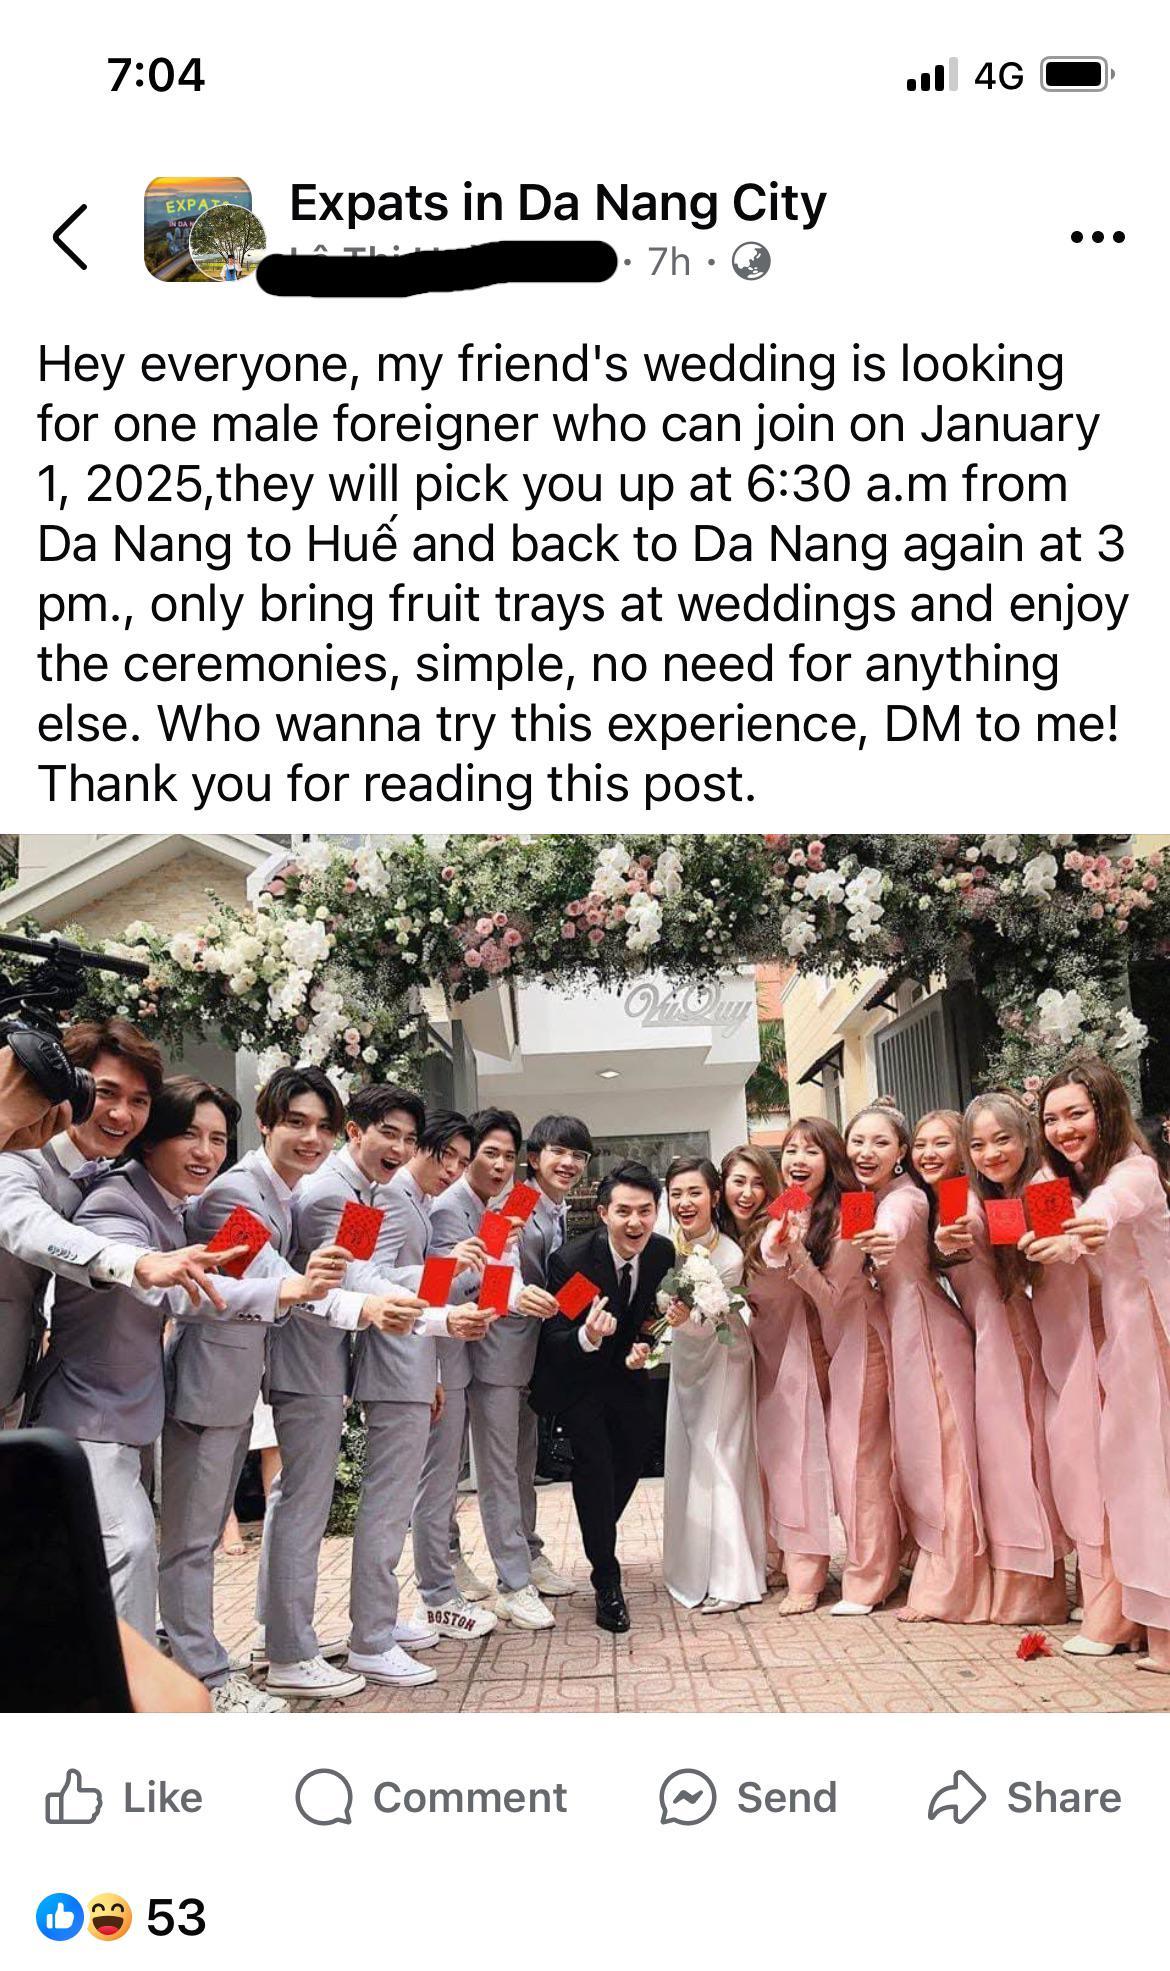 7:04
4G
EXPATS
Expats in Da Nang City
· 7h ·
Hey everyone, my friend's wedding is looking
for one male foreigner who can join on January
1, 2025,they will pick you up at 6:30 a.m from
Da Nang to Huế and back to Da Nang again at 3
pm., only bring fruit trays at weddings and enjoy
the ceremonies, simple, no need for anything
else. Who wanna try this experience, DM to me!
Thank you for reading this post.
VuQuy
BOSTON
Like
Comment
Send
Share
53